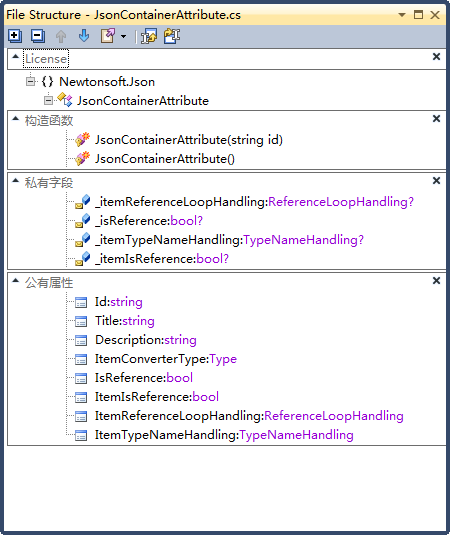 File Structure - JsonContainerAttribute.cs
License
Newtonsoft.Json
JsonContainerAttribute
构造函数
JsonContainerAttribute(string id)
JsonContainerAttribute()
私有字段
_itemReferenceLoopHandling:ReferenceLoopHandling?
_isReference:bool?
_itemTypeNameHandling:TypeNameHandling?
_itemIsReference:bool?
公有属性
Id:string
Title:string
Description:string
ItemConverterType:Type
IsReference:bool
ItemIsReference:bool
ItemReferenceLoopHandling:ReferenceLoopHandling
ItemTypeNameHandling:TypeNameHandling